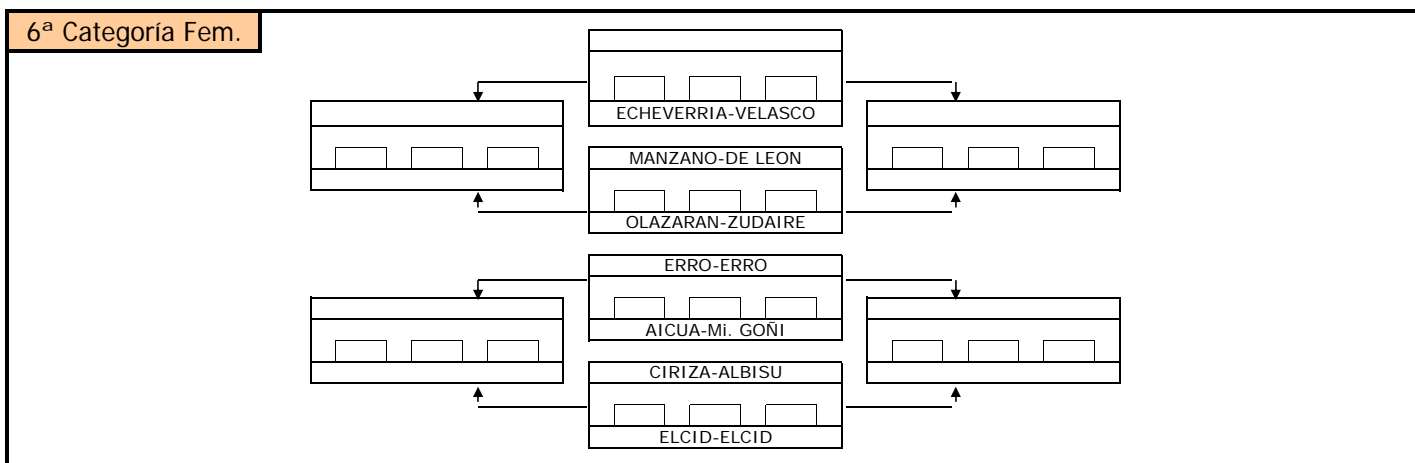 6ª Categoría Fem.
ECHEVERRIA-VELASCO
MANZANO-DE LEON
OLAZARAN-ZUDAIRE
ERRO-ERRO
AICUA-Mi. GOÑI
CIRIZA-ALBISU
ELCID-ELCID